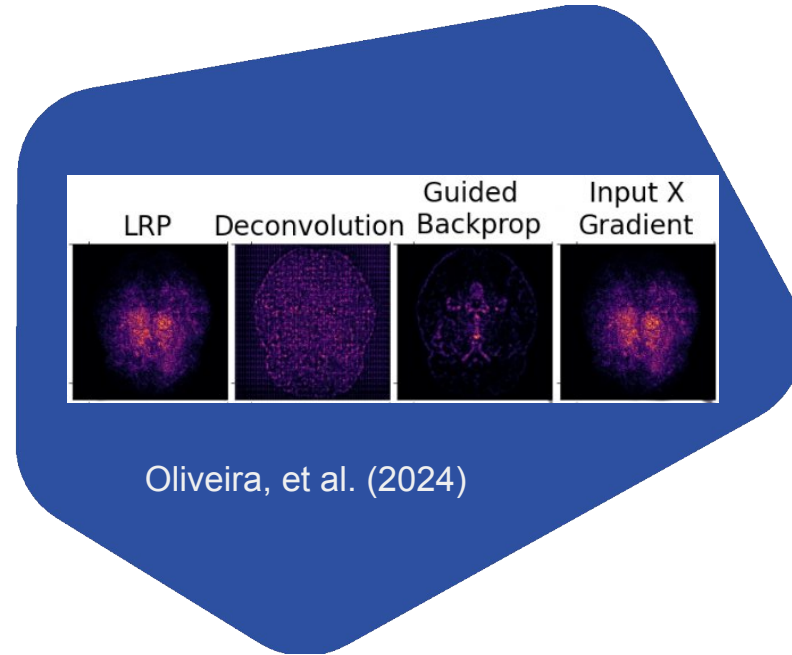 LRP
Deconvolution
Guided
Backprop
Input X
Gradient
Oliveira, et al. (2024)